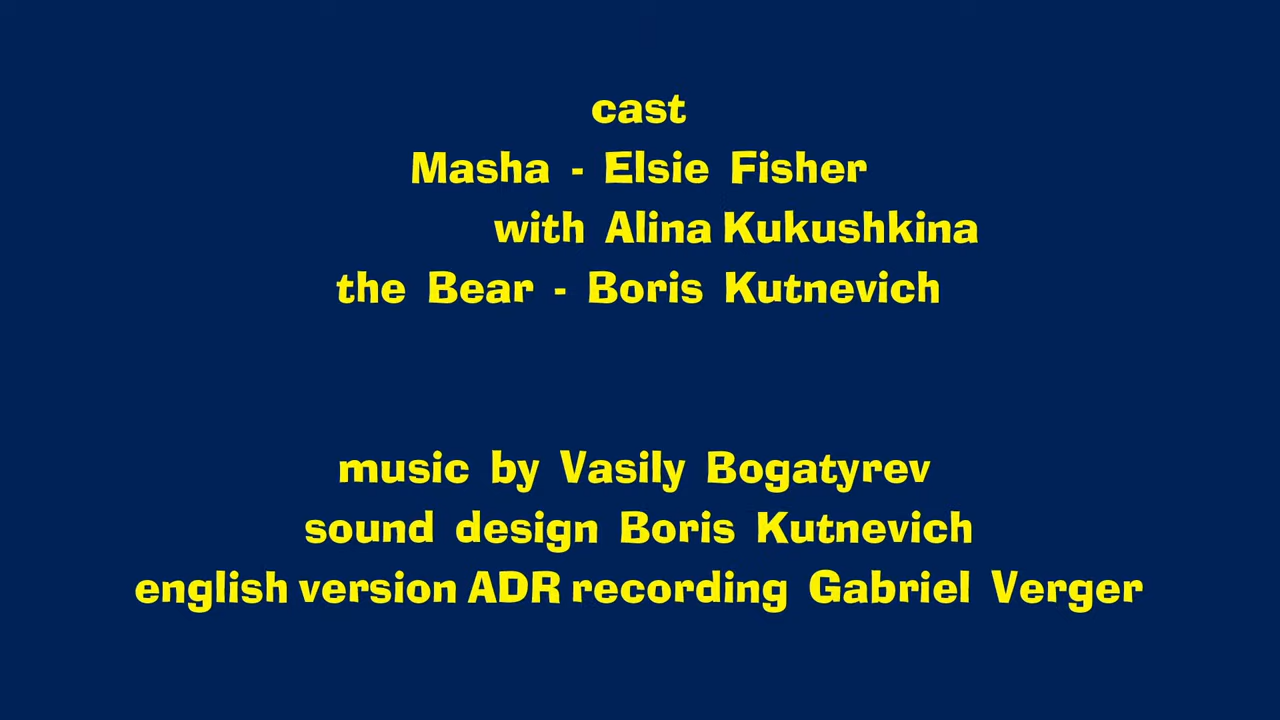 cast
Masha - Elsie Fisher
with Alina Kukushkina
the Bear - Boris Kutnevich
music by Vasily Bogatyrev
sound design Boris Kutnevich
english version ADR recording Gabriel Verger